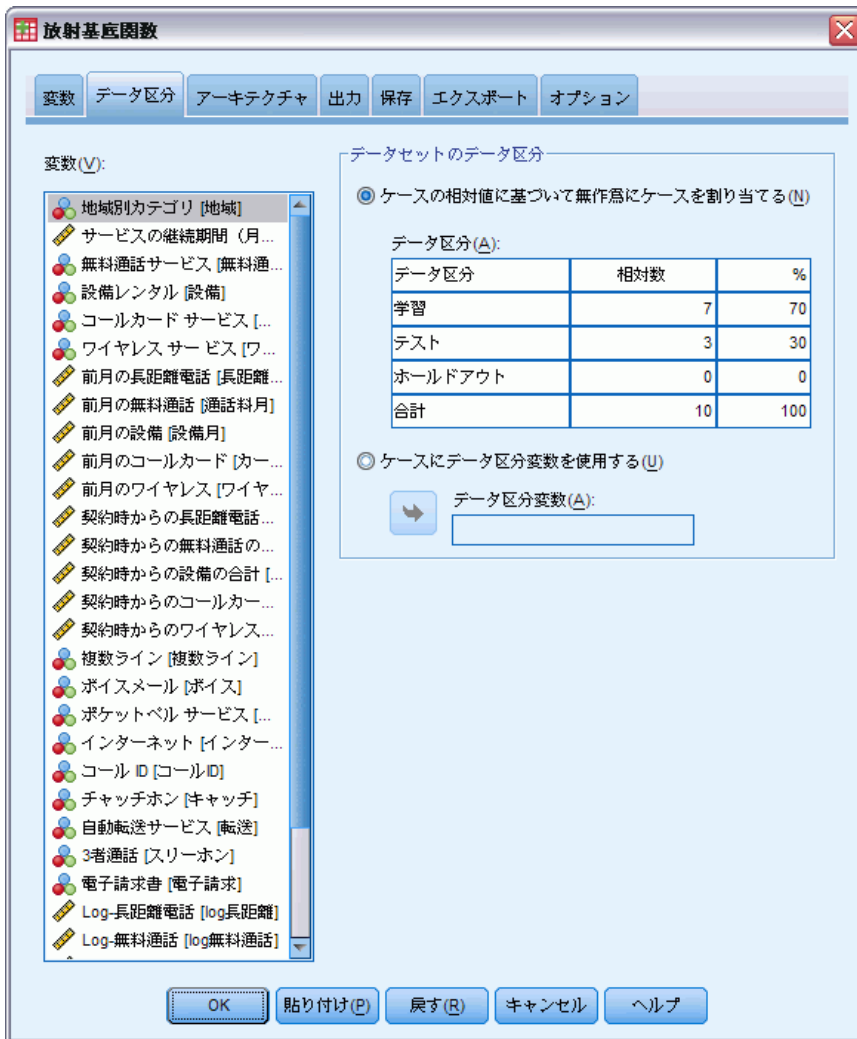 放射基底関数
変数 データ区分 アーキテクチャ 出力 保存 エクスポート オプション
変数(V):
地域別カテゴリ [地域]
サービスの継続期間（月...
無料通話サービス [無料通...
設備レンタル [設備]
コールカード サービス [...
ワイヤレス サー ビス [ワ...
前月の長距離電話 [長距離...
前月の無料通話 [通話料月]
前月の設備 [設備月]
前月のコールカード [カー...
前月のワイヤレス [ワイヤ...
契約時からの長距離電話...
契約時からの無料通話の...
契約時からの設備の合計 [...
契約時からのコールカー...
契約時からのワイヤレス...
複数ライン [複数ライン]
ボイスメール [ボイス]
ポケットベル サービス [...
インターネット [インター...
コール ID [コールID]
チャッチホン [キャッチ]
自動転送サービス [転送]
3者通話 [スリーホン]
電子請求書 [電子請求]
Log-長距離電話 [log長距離]
Log-無料通話 [log無料通話]
データセットのデータ区分
ケースの相対値に基づいて無作為にケースを割り当てる(N)
データ区分(A):
データ区分 相対数 %
学習 7 70
テスト 3 30
ホールドアウト 0 0
合計 10 100
ケースにデータ区分変数を使用する(U)
データ区分変数(A):
OK 貼り付け(P) 戻す(R) キャンセル ヘルプ